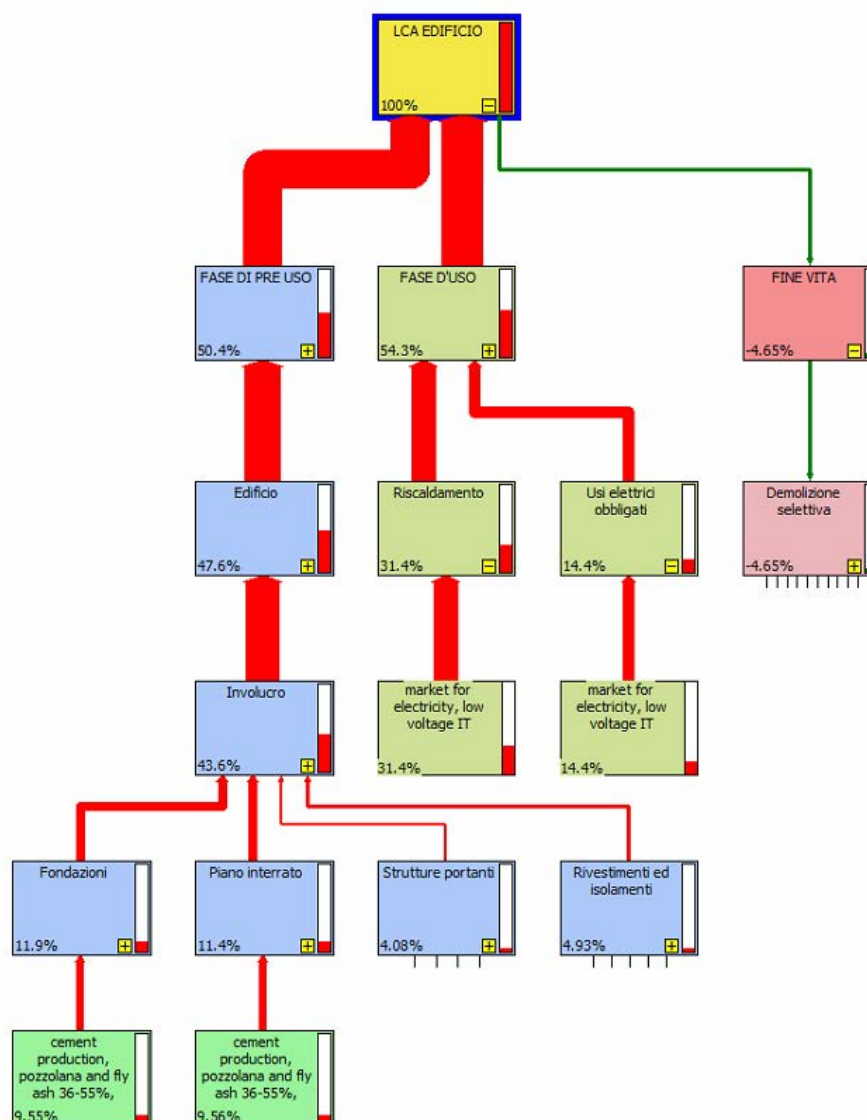 LCA EDIFICIO
100%
FASE DI PRE USO
50.4%
FASE D'USO
54.3%
FINE VITA
-4.65%
Edificio
47.6%
Riscaldamento
31.4%
Usi elettrici
obbligati
14.4%
Demolizione
selettiva
-4.65%
Involucro
43.6%
market for
electricity, low
voltage IT
31.4%
market for
electricity, low
voltage IT
14.4%
Fondazioni
11.9%
Piano interrato
11.4%
Strutture portanti
4.08%
Rivestimenti ed
isolamenti
4.93%
cement
production,
pozzolana and fly
ash 36-55%,
9.55%
cement
production,
pozzolana and fly
ash 36-55%,
9.56%